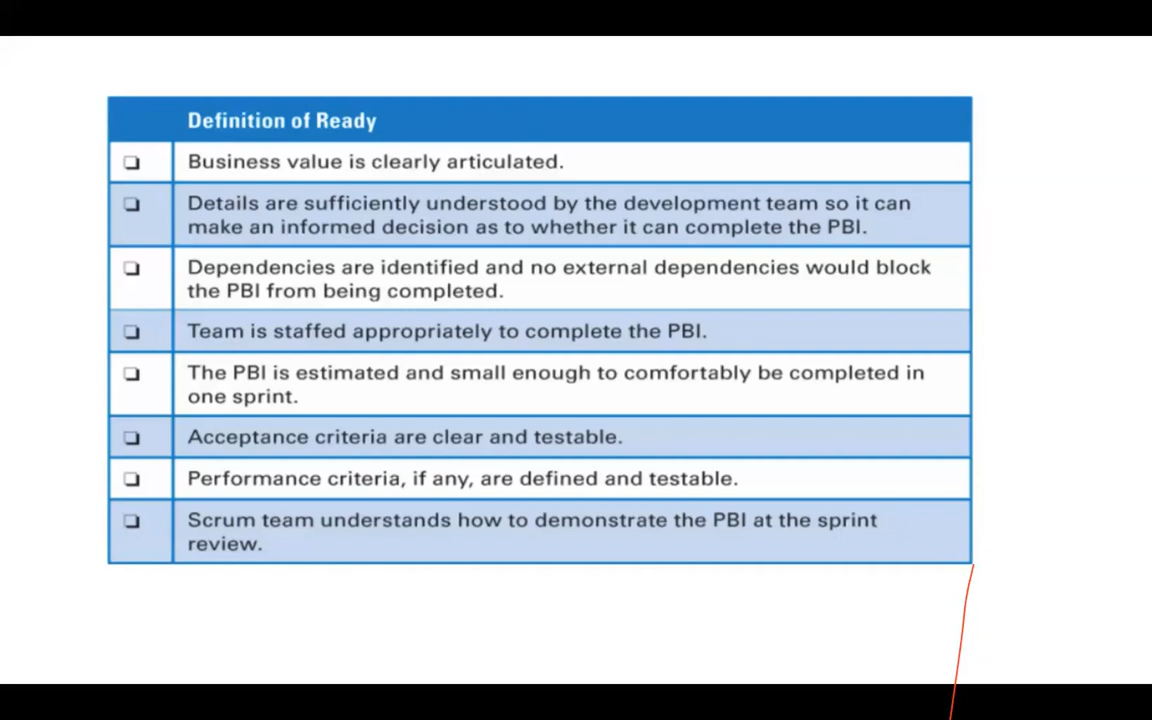 Definition of Ready
Business value is clearly articulated.
Details are sufficiently understood by the development team so it can
make an informed decision as to whether it can complete the PBI.
Dependencies are identified and no external dependencies would block
the PBI from being completed.
Team is staffed appropriately to complete the PBI.
The PBI is estimated and small enough to comfortably be completed in
one sprint.
Acceptance criteria are clear and testable.
Performance criteria, if any, are defined and testable.
Scrum team understands how to demonstrate the PBI at the sprint
review.